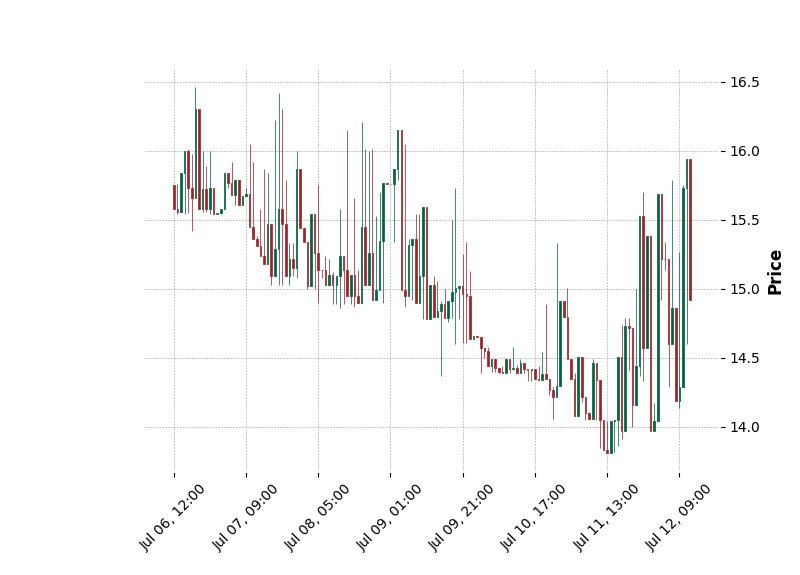 16.5
16.0
15.5
15.0
14.5
14.0
Price
Jul 06, 12:00
Jul 07, 09:00
Jul 08, 05:00
Jul 09, 01:00
Jul 09, 21:00
Jul 10, 17:00
Jul 11, 13:00
Jul 12, 09:00